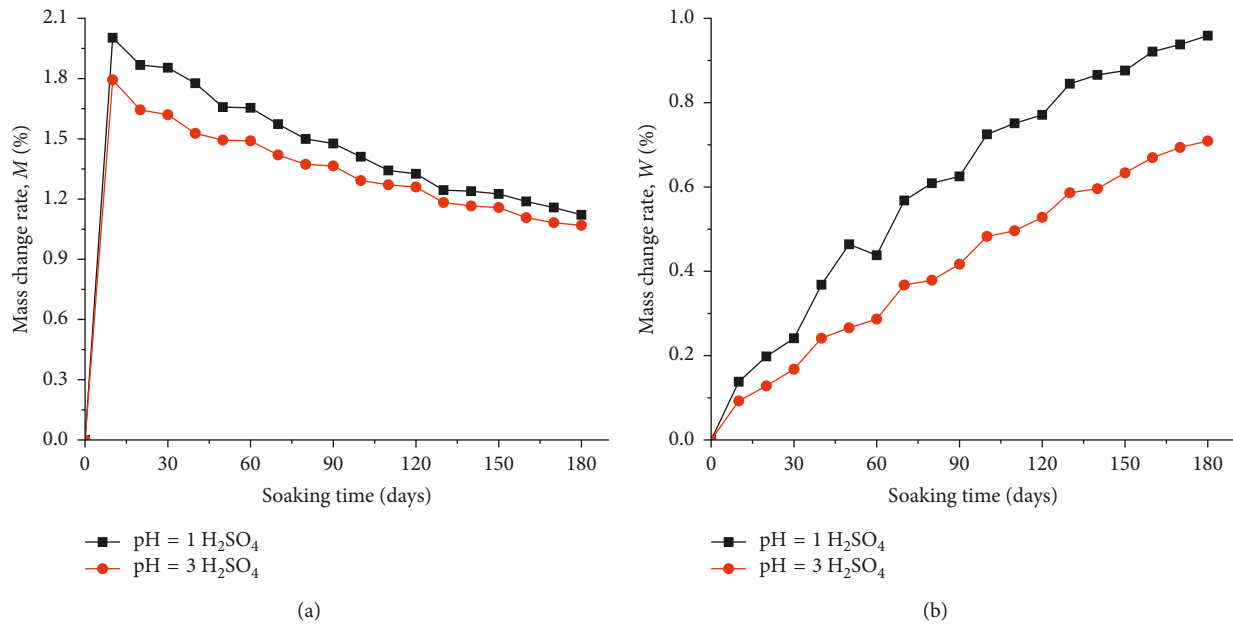 2.1
1.8
1.5
1.2
0.9
0.6
0.3
0.0
Mass change rate, M (%)
0 30 60 90 120 150 180
Soaking time (days)
pH = 1 H₂SO₄
pH = 3 H₂SO₄
(a)
1.0
0.8
0.6
0.4
0.2
0.0
Mass change rate, W (%)
0 30 60 90 120 150 180
Soaking time (days)
pH = 1 H₂SO₄
pH = 3 H₂SO₄
(b)